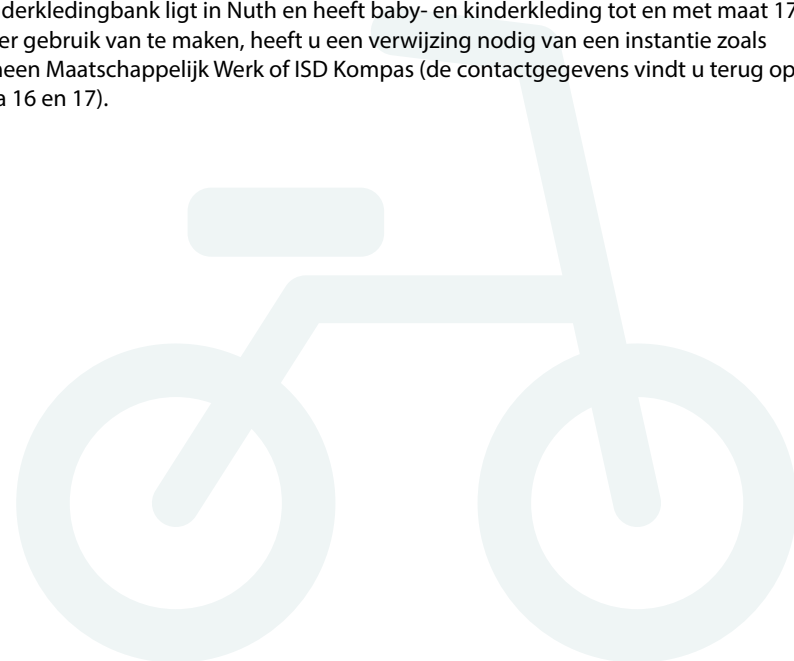 derkledingbank ligt in Nuth en heeft baby- en kinderkleding tot en met maat 17
er gebruik van te maken, heeft u een verwijzing nodig van een instantie zoals
neen Maatschappelijk Werk of ISD Kompas (de contactgegevens vindt u terug op
a 16 en 17).